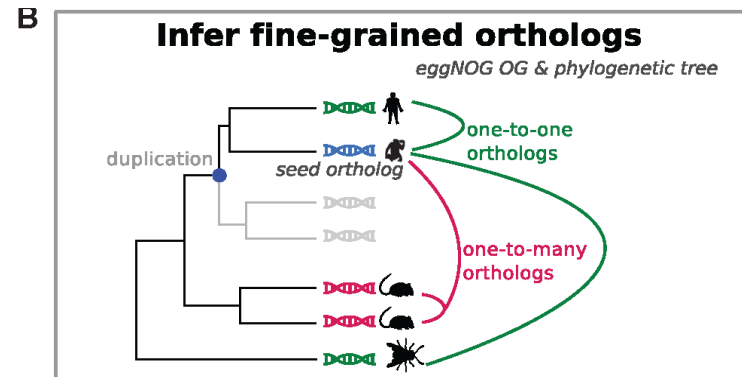 B
Infer fine-grained orthologs
eggNOG OG & phylogenetic tree
duplication
one-to-one
orthologs
seed ortholog
one-to-many
orthologs